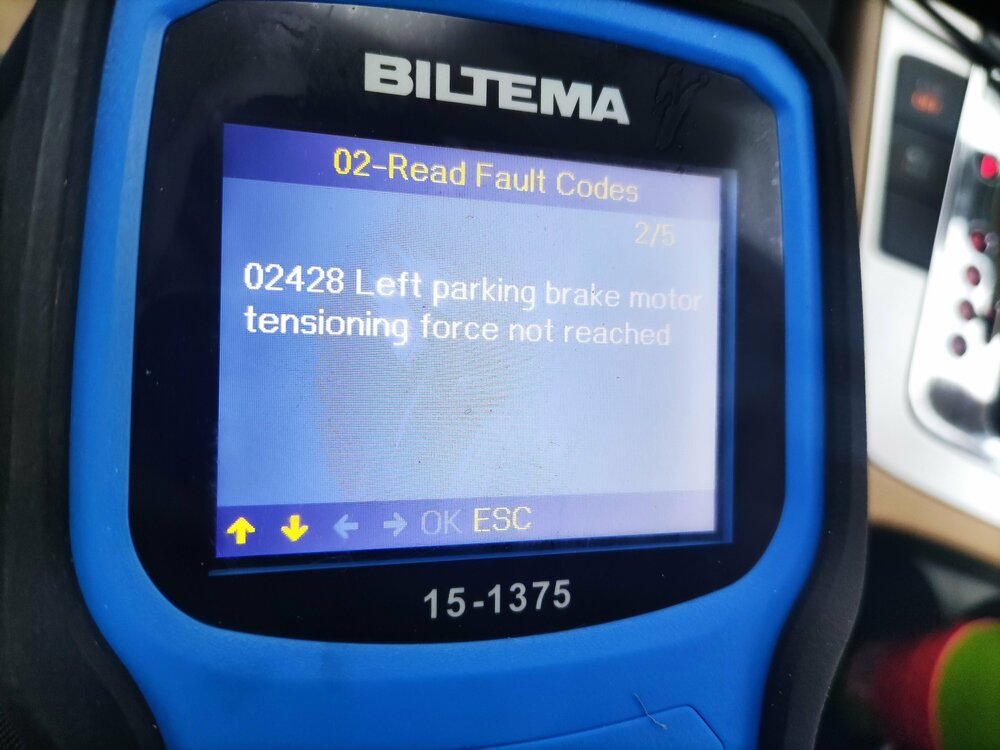 BILTEMA
02-Read Fault Codes
2/5
02428 Left parking brake motor
tensioning force not reached
OK ESC
15-1375